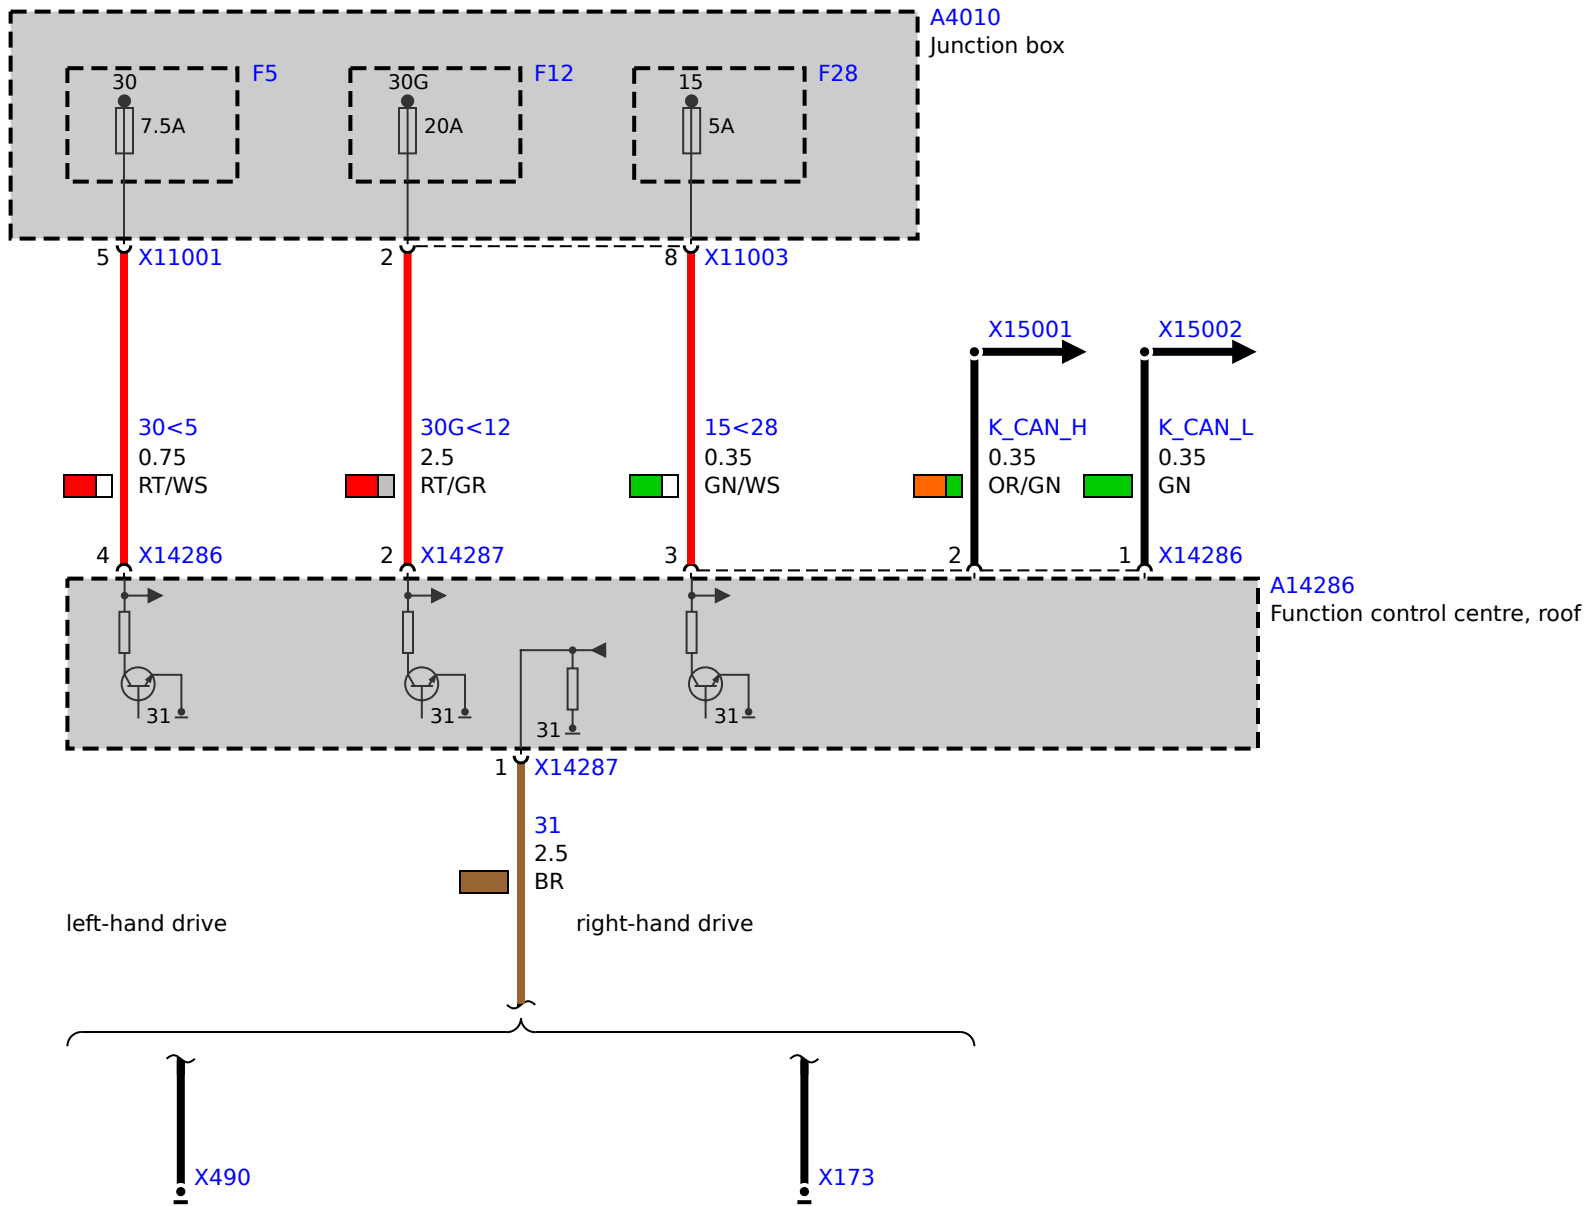 A4010
Junction box
30 F5 30G F12 15 F28
7.5A 20A 5A
5 X11001 2 8 X11003
X15001 X15002
30<5 30G<12 15<28 K_CAN_H K_CAN_L
0.75 2.5 0.35 0.35 0.35
RT/WS RT/GR GN/WS OR/GN GN
4 X14286 2 X14287 3 2 1 X14286
A14286
Function control centre, roof
31 31 31 31
1 X14287
31
2.5
BR
left-hand drive right-hand drive
X490 X173